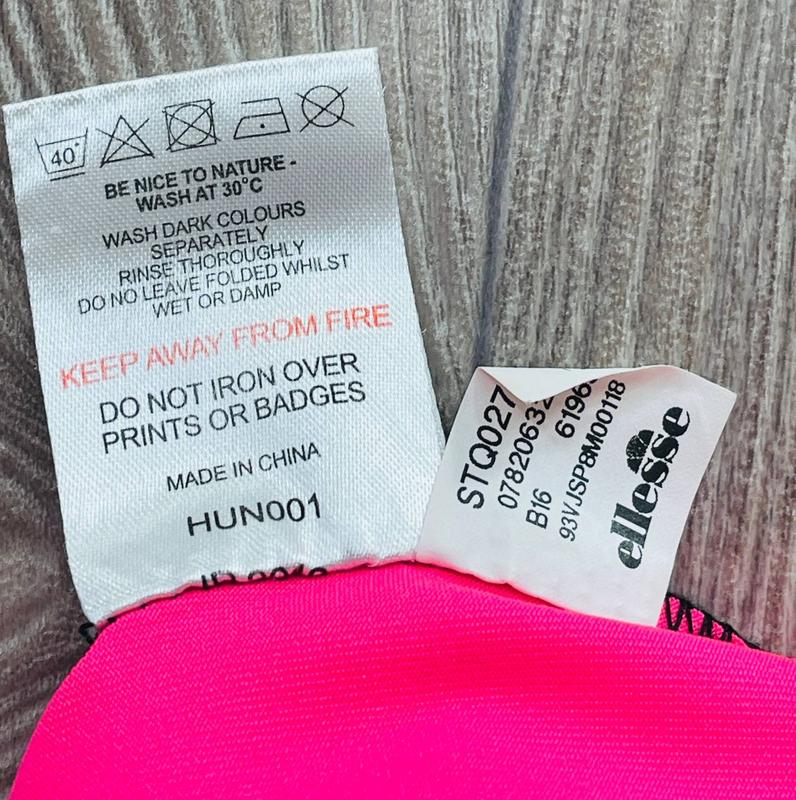 40°
BE NICE TO NATURE -
WASH AT 30°C
WASH DARK COLOURS
SEPARATELY
RINSE THOROUGHLY
DO NO LEAVE FOLDED WHILST
WET OR DAMP
KEEP AWAY FROM FIRE
DO NOT IRON OVER
PRINTS OR BADGES
MADE IN CHINA
HUN001
STQ027
B16
93VJSP8M00118
ellesse